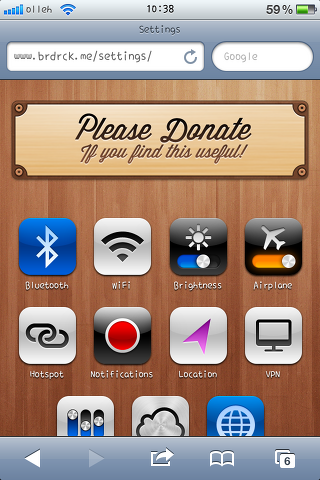 olleh 10:38 59%
Settings
www.brdrck.me/settings/ Google
Please Donate
If you find this useful!
Bluetooth WiFi Brightness Airplane
Hotspot Notifications Location VPN
6